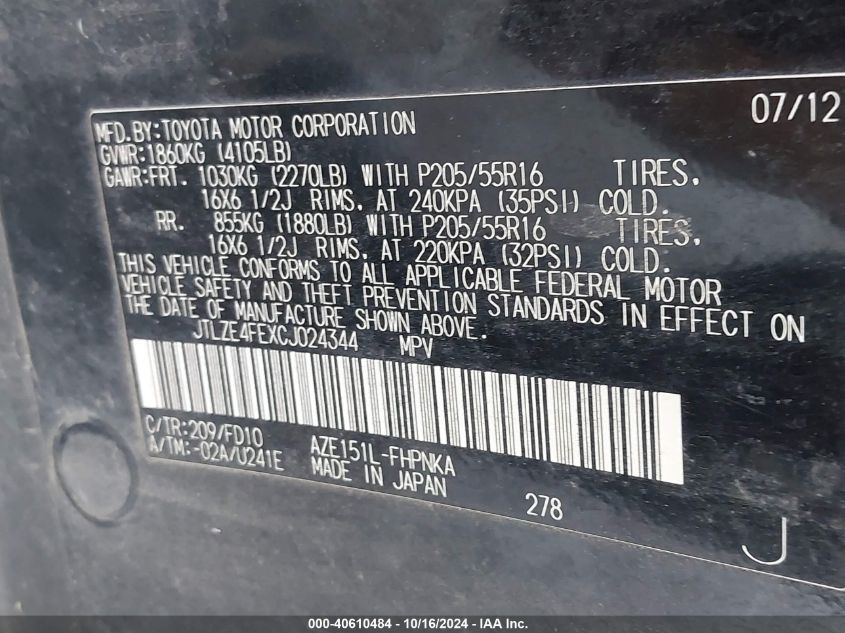 07/12
MFD.BY:TOYOTA MOTOR CORPORATION
GVWR:1860KG (4105LB)
GAWR:FRT. 1030KG (2270LB) WITH P205/55R16 TIRES,
16X6 1/2J RIMS, AT 240KPA (35PSI) COLD.
RR. 855KG (1880LB) WITH P205/55R16 TIRES,
16X6 1/2J RIMS, AT 220KPA (32PSI) COLD.
THIS VEHICLE CONFORMS TO ALL APPLICABLE FEDERAL MOTOR
VEHICLE SAFETY AND THEFT PREVENTION STANDARDS IN EFFECT ON
THE DATE OF MANUFACTURE SHOWN ABOVE.
JTLZE4FEXCJ024344 MPV
C/TR:209/FD10 AZE151L-FHPNKA
A/TM:-02A/U241E MADE IN JAPAN
278
J
000-40610484 - 10/16/2024 - IAA Inc.